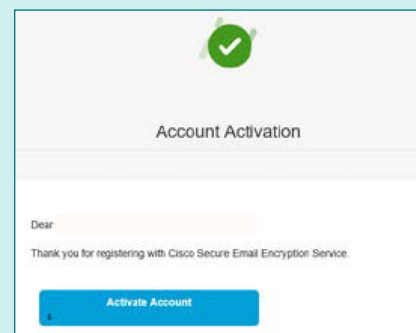 Account Activation
Dear
Thank you for registering with Cisco Secure Email Encryption Service.
Activate Account